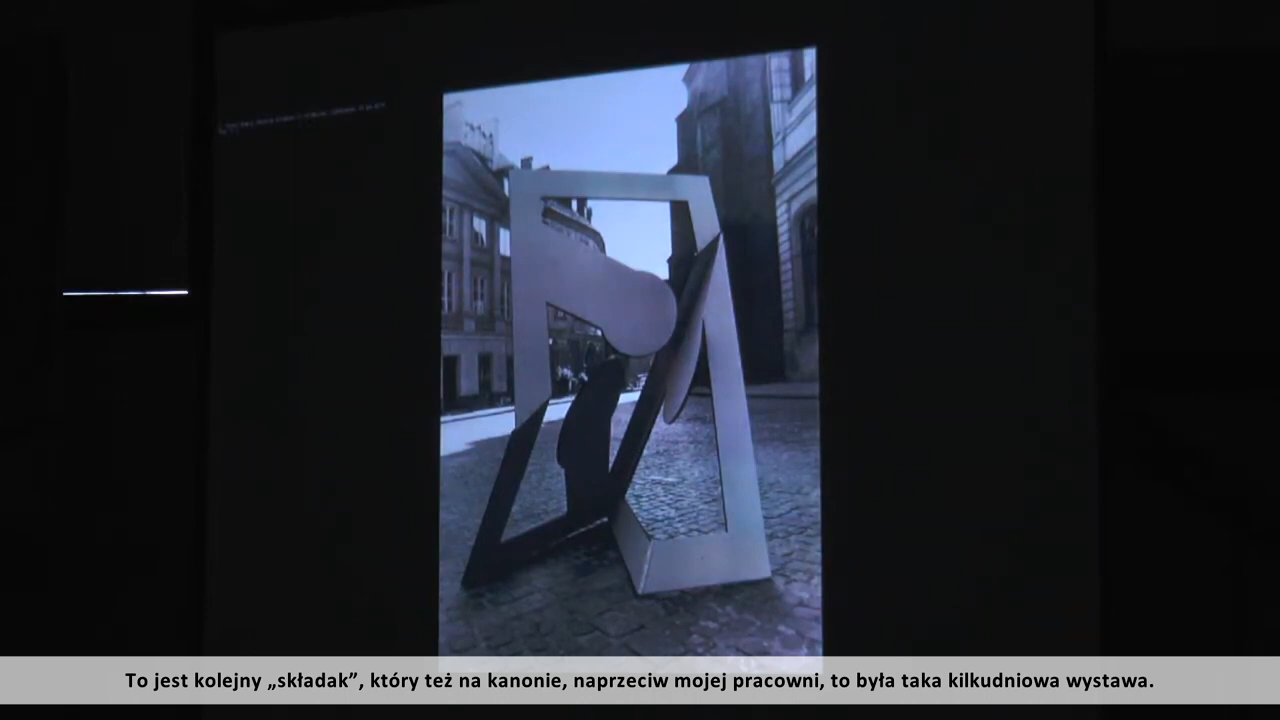 To jest kolejny „składak”, który też na kanonie, naprzeciw mojej pracowni, to była taka kilkudniowa wystawa.